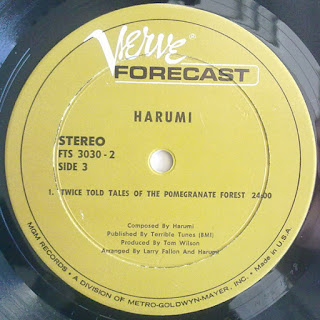 Verve
FORECAST
HARUMI
STEREO
FTS 3030-2
SIDE 3
1. TWICE TOLD TALES OF THE POMEGRANATE FOREST 24:00
Composed By Harumi
Published By Terrible Tunes (BMI)
Produced By Tom Wilson
Arranged By Larry Fallon And Harumi
MGM RECORDS • A DIVISION OF METRO-GOLDWYN-MAYER, INC. • Made in U.S.A.